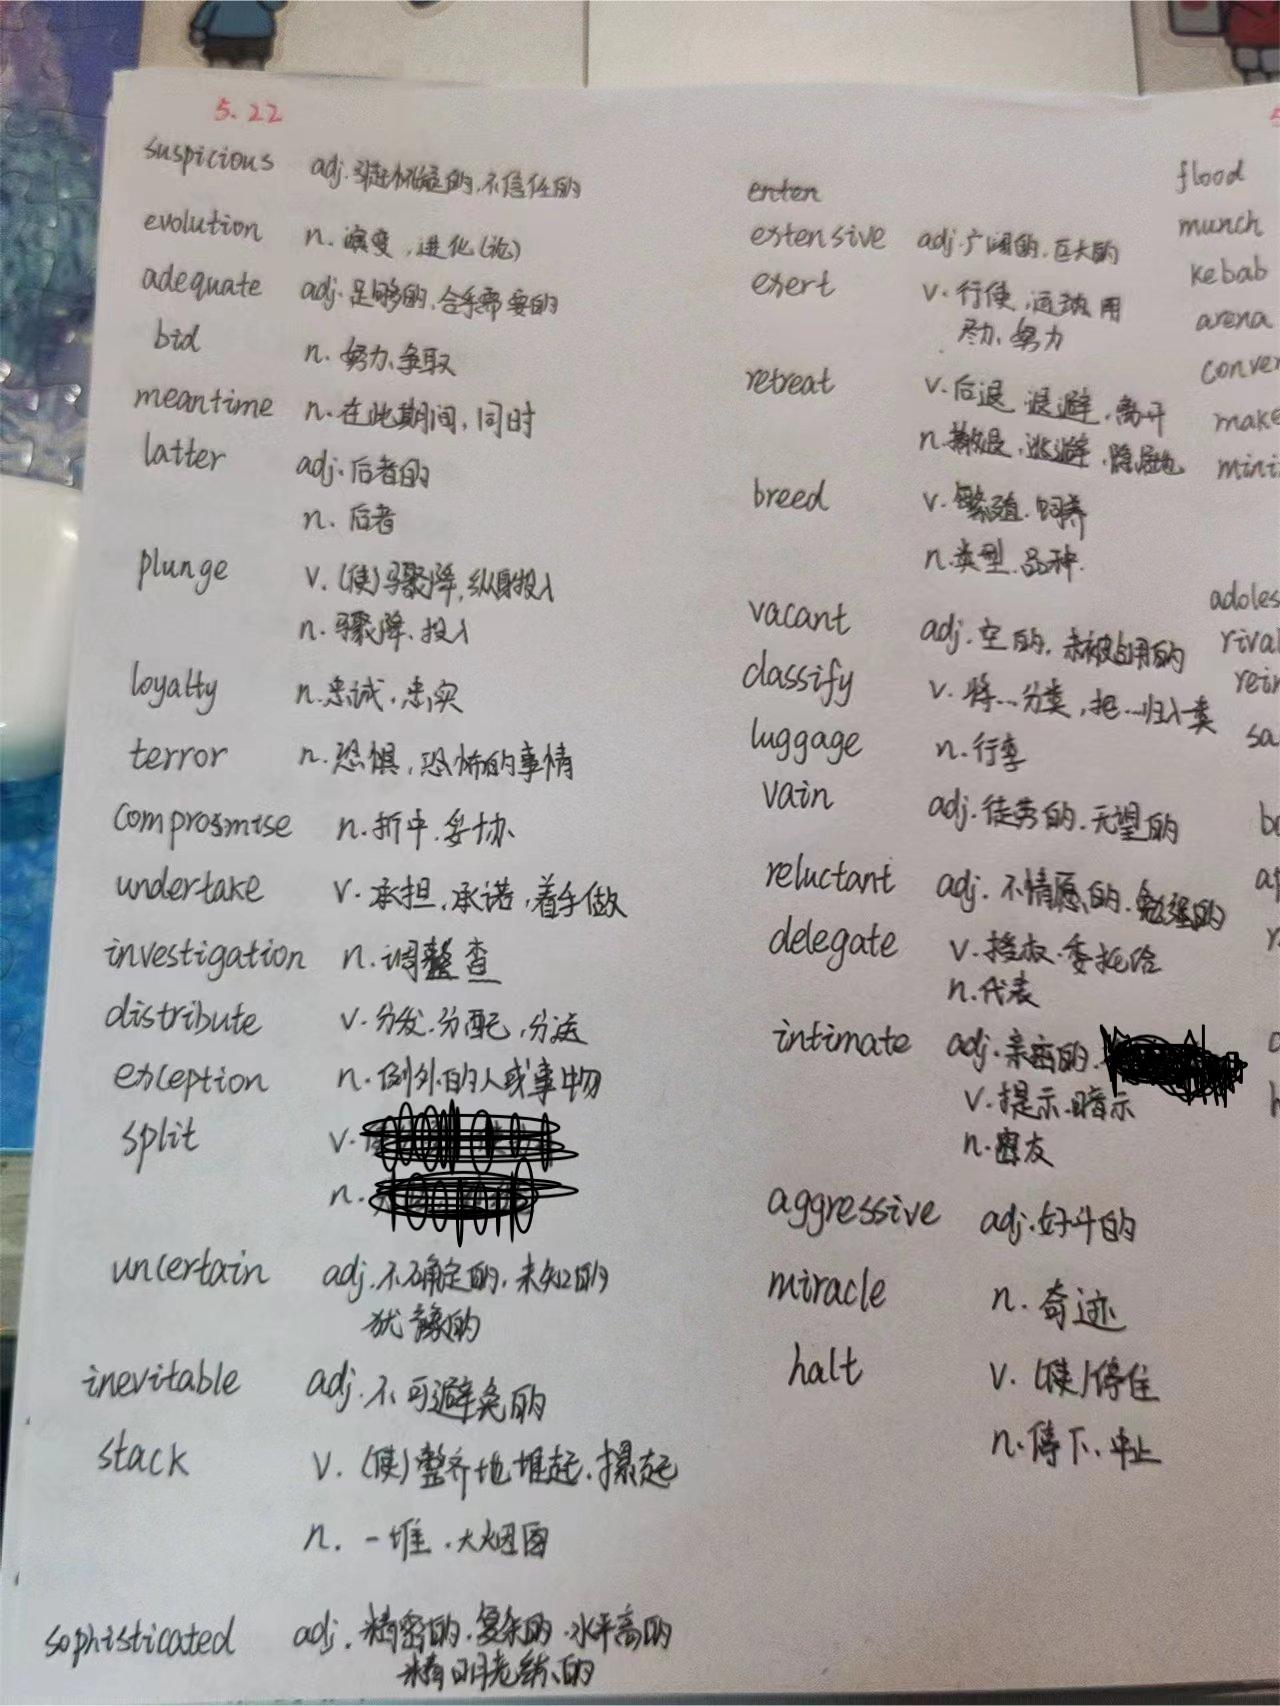 5.22
suspicious adj.引起怀疑的,不信任的
evolution n.演变,进化(论)
adequate adj.足够的,合乎需要的
bid n.努力,争取
meantime n.在此期间,同时
latter adj.后者的
n.后者
plunge v.(使)骤降,纵身投入
n.骤降.投入
loyalty n.忠诚,忠实
terror n.恐惧,恐怖的事情
comprosmise n.折中.妥协
undertake v.承担,承诺,着手做
investigation n.调查
distribute v.分发.分配,分送
exception n.例外的人或事物
split v.
n.
uncertain adj.不确定的,未知的
犹豫的
inevitable adj.不可避免的
stack v.(使)整齐地堆起.摞起
n.一堆.大烟囱
sophisticated adj.精密的.复杂的.水平高的
精明老练的
enten
extensive adj.广阔的,巨大的
exert v.行使,运动用
尽力、努力
retreat v.后退.退避.离开
n.撤退,逃避.隐居地
breed v.繁殖.饲养
n.类型.品种.
vacant adj.空的,未被占用的
classify v.将...分类,把...归入一类
luggage n.行李
vain adj.徒劳的.无望的
reluctant adj.不情愿的.勉强的
delegate v.授权.委托给
n.代表
intimate adj.亲密的.
v.提示.暗示
n.密友
aggressive adj.好斗的
miracle n.奇迹
halt v.(使)停住
n.停下、中止
flood
munch
kebab
arena
conver
make
mini
adoles
rival
rein
sa